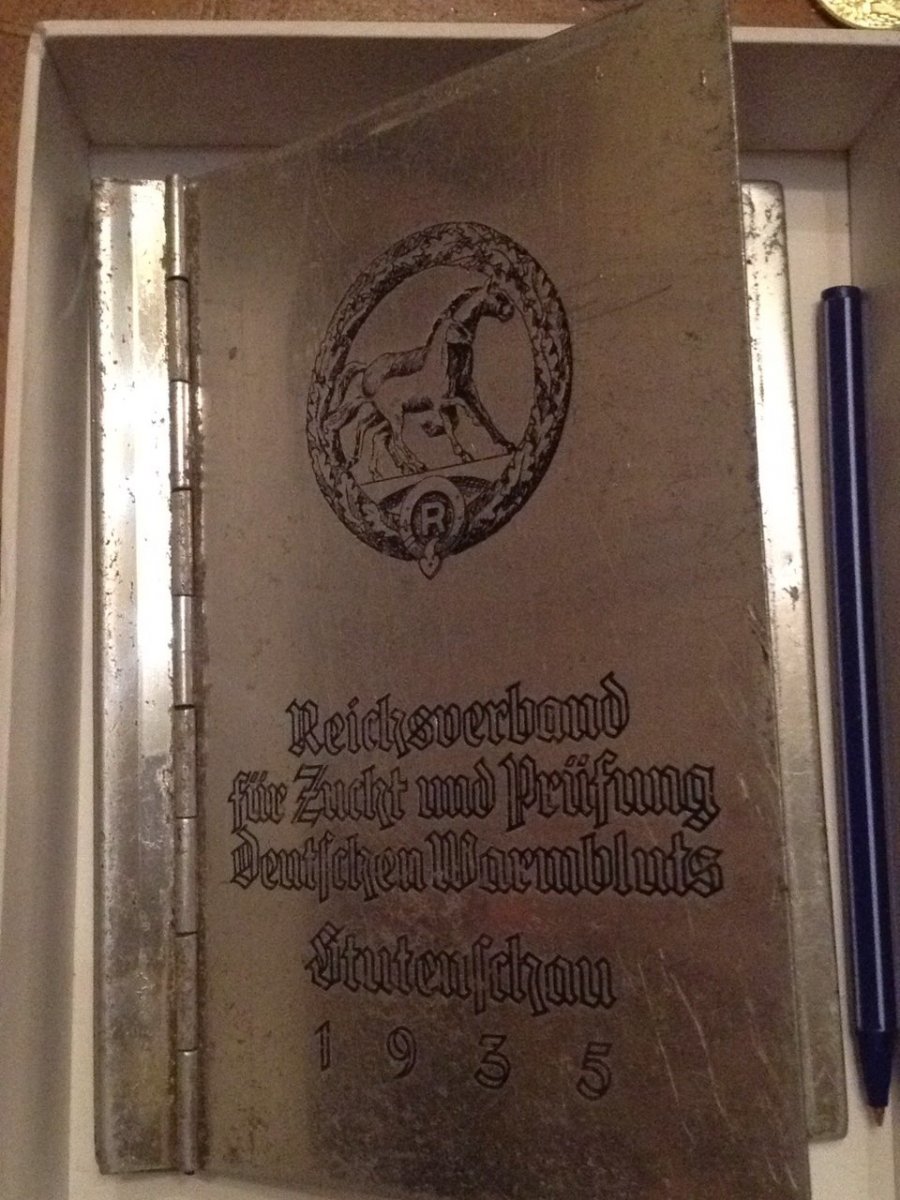 R
Reichsverband
für Zucht und Prüfung
Deutschen Warmbluts
Stutenschau
1935